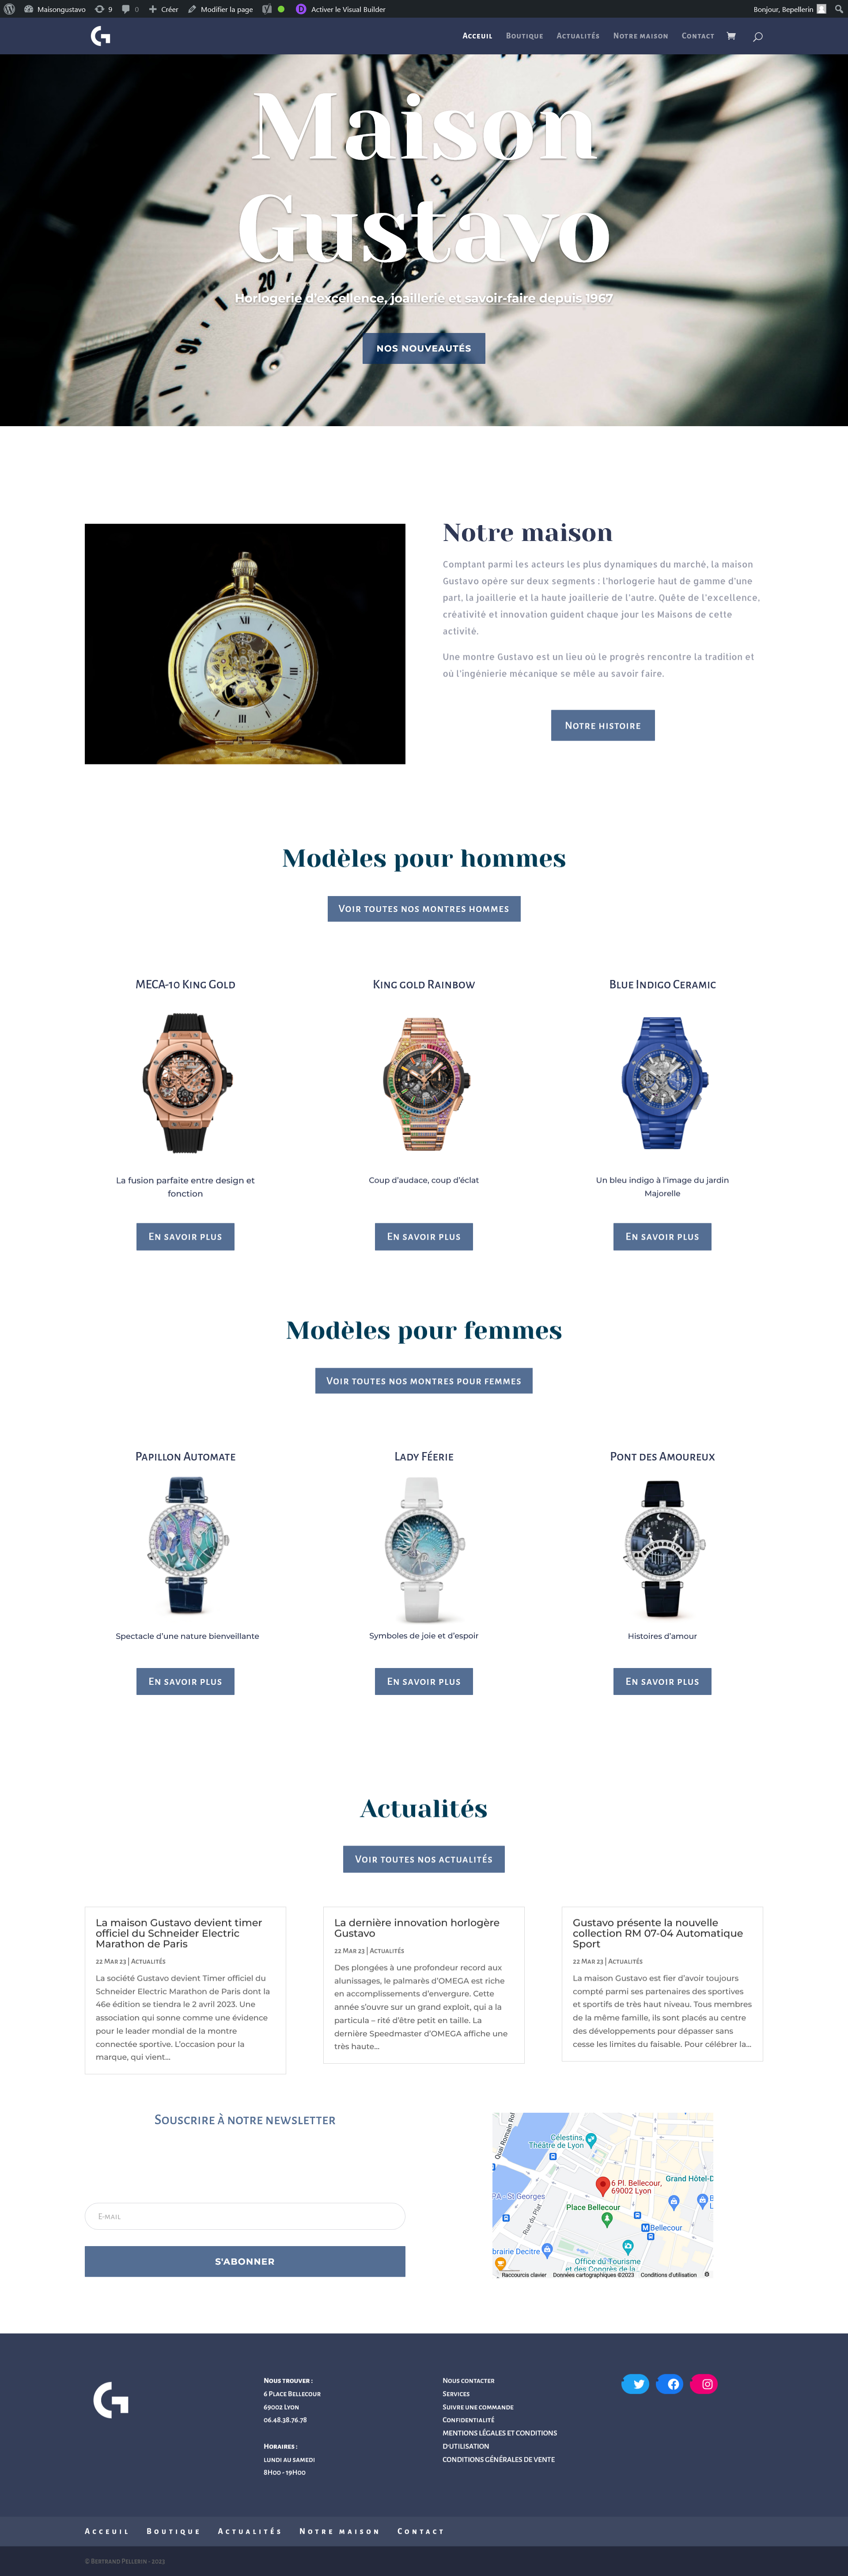 Maisongustavo 9 0 Créer Modifier la page Activer le Visual Builder Bonjour, Bepellerin
Acceuil Boutique Actualités Notre maison Contact
Maison
Gustavo
Horlogerie d'excellence, joaillerie et savoir-faire depuis 1967
NOS NOUVEAUTÉS
Notre maison
Comptant parmi les acteurs les plus dynamiques du marché, la maison
Gustavo opère sur deux segments : l'horlogerie haut de gamme d'une
part, la joaillerie et la haute joaillerie de l'autre. Quête de l'excellence,
créativité et innovation guident chaque jour les Maisons de cette
activité.
Une montre Gustavo est un lieu où le progrès rencontre la tradition et
où l'ingénierie mécanique se mêle au savoir faire.
Notre histoire
Modèles pour hommes
Voir toutes nos montres hommes
MECA-10 King Gold
King gold Rainbow
Blue Indigo Ceramic
La fusion parfaite entre design et
fonction
Coup d'audace, coup d'éclat
Un bleu indigo à l'image du jardin
Majorelle
En savoir plus
En savoir plus
En savoir plus
Modèles pour femmes
Voir toutes nos montres pour femmes
Papillon Automate
Lady Féerie
Pont des Amoureux
Spectacle d'une nature bienveillante
Symboles de joie et d'espoir
Histoires d'amour
En savoir plus
En savoir plus
En savoir plus
Actualités
Voir toutes nos actualités
La maison Gustavo devient timer
officiel du Schneider Electric
Marathon de Paris
22 Mar 23 | Actualités
La société Gustavo devient Timer officiel du
Schneider Electric Marathon de Paris dont la
46e édition se tiendra le 2 avril 2023. Une
association qui sonne comme une évidence
pour le leader mondial de la montre
connectée sportive. L'occasion pour la
marque, qui vient...
La dernière innovation horlogère
Gustavo
22 Mar 23 | Actualités
Des plongées à une profondeur record aux
alunissages, le palmarès d'OMEGA est riche
en accomplissements d'envergure. Cette
année s'ouvre sur un grand exploit, qui a la
particula – rité d'être petit en taille. La
dernière Speedmaster d'OMEGA affiche une
très haute...
Gustavo présente la nouvelle
collection RM 07-04 Automatique
Sport
22 Mar 23 | Actualités
La maison Gustavo est fier d'avoir toujours
compté parmi ses partenaires des sportives
et sportifs de très haut niveau. Tous membres
de la même famille, ils sont placés au centre
des développements pour dépasser sans
cesse les limites du faisable. Pour célébrer la...
Souscrire à notre newsletter
E-mail
S'ABONNER
Quai Romain Rol
Célestins,
Théâtre de Lyon
6 Pl. Bellecour,
69002 Lyon
Grand Hôtel-D
PA.-St-Georges
Rue du Plat
Place Bellecour
Bellecour
brairie Decitre
Office du Tourisme
et des Congrès de la
Raccourcis clavier Données cartographiques ©2023 Conditions d'utilisation
Nous trouver :
6 Place Bellecour
69002 Lyon
06.48.38.76.78
Horaires :
lundi au samedi
8H00 - 19H00
Nous contacter
Services
Suivre une commande
Confidentialité
MENTIONS LÉGALES ET CONDITIONS
D'UTILISATION
CONDITIONS GÉNÉRALES DE VENTE
Acceuil Boutique Actualités Notre maison Contact
© Bertrand Pellerin - 2023